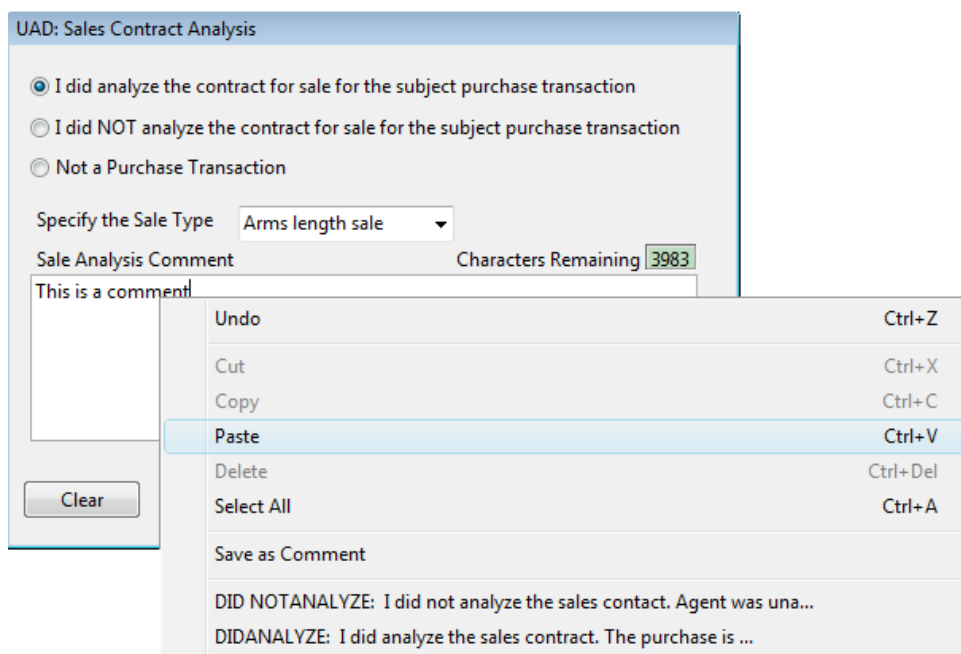 UAD: Sales Contract Analysis
I did analyze the contract for sale for the subject purchase transaction
I did NOT analyze the contract for sale for the subject purchase transaction
Not a Purchase Transaction
Specify the Sale Type Arms length sale
Sale Analysis Comment Characters Remaining 3983
This is a comment
Undo Ctrl+Z
Cut Ctrl+X
Copy Ctrl+C
Paste Ctrl+V
Delete Ctrl+Del
Clear
Select All Ctrl+A
Save as Comment
DID NOTANALYZE: I did not analyze the sales contact. Agent was una...
DIDANALYZE: I did analyze the sales contract. The purchase is ...